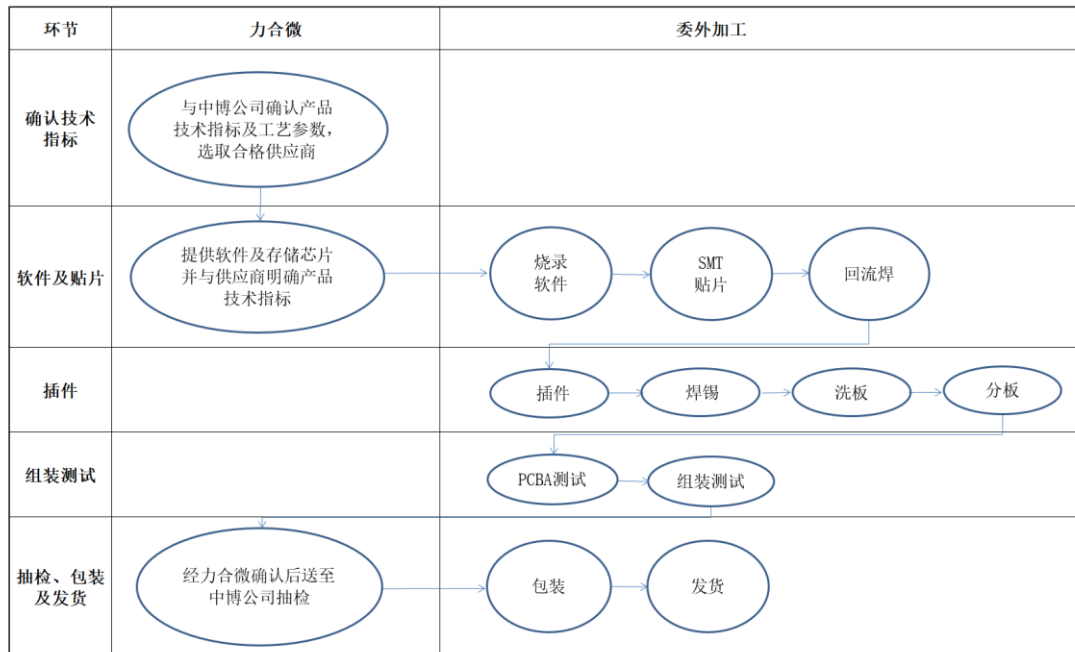 环节
力合微
委外加工
确认技术
指标
与中博公司确认产品
技术指标及工艺参数，
选取合格供应商
软件及贴片
提供软件及存储芯片
并与供应商明确产品
技术指标
烧录
软件
SMT
贴片
回流焊
插件
插件
焊锡
洗板
分板
组装测试
PCBA测试
组装测试
抽检、包装
及发货
经力合微确认后送至
中博公司抽检
包装
发货